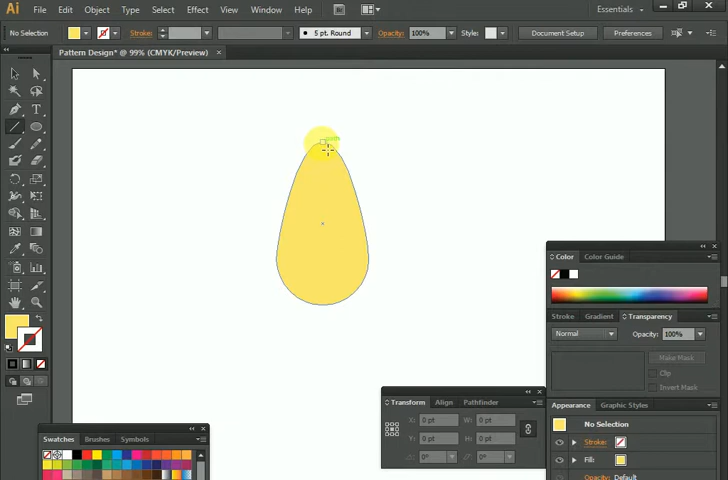 Ai File Edit Object Type Select Effect View Window Help Br Essentials
No Selection Stroke: 5 pt. Round Opacity: 100% Style: Document Setup Preferences
Pattern Design* @ 99% (CMYK/Preview) ×
T
Color Color Guide
Stroke Gradient Transparency
Normal Opacity: 100%
Make Mask
Clip
Invert Mask
Transform Align Pathfinder
X: 0 pt W: 0 pt
Y: 0 pt H: 0 pt
0° 0°
Appearance Graphic Styles
No Selection
Stroke:
Fill:
Opacity: Default
Swatches Brushes Symbols